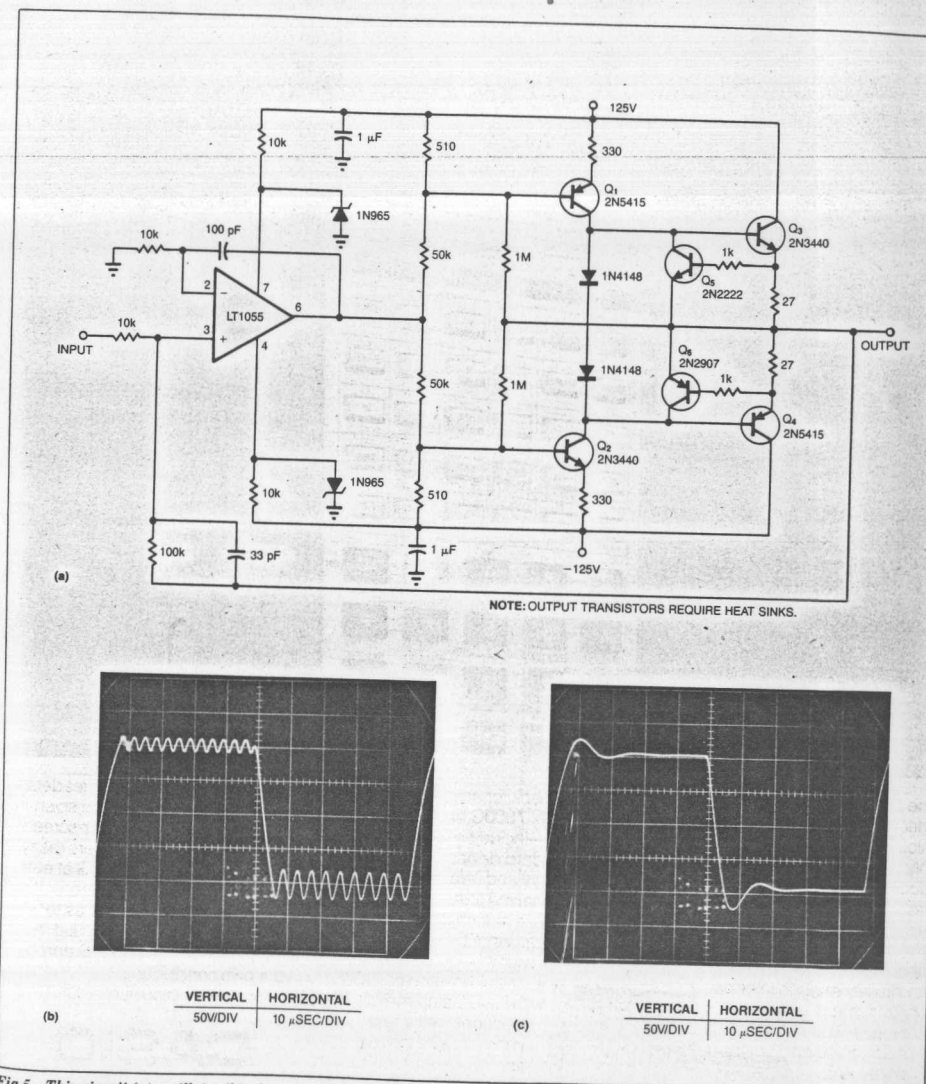 125V
10k
1 µF
510
330
Q1
2N5415
1N965
Q3
2N3440
10k
100 pF
50k
1M
1N4148
1k
Q5
2N2222
27
2
7
LT1055
6
3
4
10k
INPUT
OUTPUT
Q6
2N2907
27
50k
1M
1N4148
1k
Q4
2N5415
Q2
2N3440
10k
1N965
510
330
100k
33 pF
1 µF
−125V
(a)
NOTE: OUTPUT TRANSISTORS REQUIRE HEAT SINKS.
(b)
VERTICAL HORIZONTAL
50V/DIV 10 µSEC/DIV
(c)
VERTICAL HORIZONTAL
50V/DIV 10 µSEC/DIV